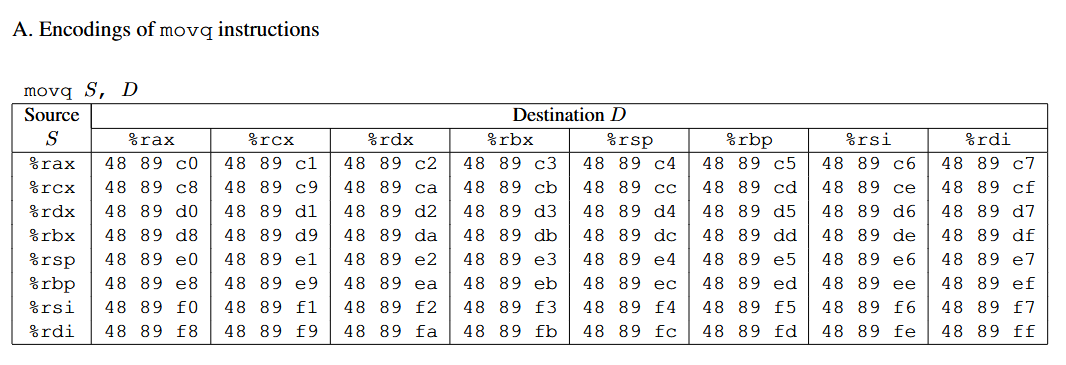 A. Encodings of movq instructions
movq S, D
Source Destination D
S %rax %rcx %rdx %rbx %rsp %rbp %rsi %rdi
%rax 48 89 c0 48 89 c1 48 89 c2 48 89 c3 48 89 c4 48 89 c5 48 89 c6 48 89 c7
%rcx 48 89 c8 48 89 c9 48 89 ca 48 89 cb 48 89 cc 48 89 cd 48 89 ce 48 89 cf
%rdx 48 89 d0 48 89 d1 48 89 d2 48 89 d3 48 89 d4 48 89 d5 48 89 d6 48 89 d7
%rbx 48 89 d8 48 89 d9 48 89 da 48 89 db 48 89 dc 48 89 dd 48 89 de 48 89 df
%rsp 48 89 e0 48 89 e1 48 89 e2 48 89 e3 48 89 e4 48 89 e5 48 89 e6 48 89 e7
%rbp 48 89 e8 48 89 e9 48 89 ea 48 89 eb 48 89 ec 48 89 ed 48 89 ee 48 89 ef
%rsi 48 89 f0 48 89 f1 48 89 f2 48 89 f3 48 89 f4 48 89 f5 48 89 f6 48 89 f7
%rdi 48 89 f8 48 89 f9 48 89 fa 48 89 fb 48 89 fc 48 89 fd 48 89 fe 48 89 ff